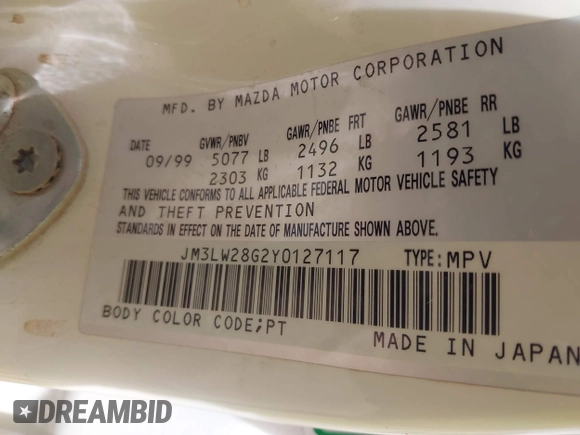 MFD. BY MAZDA MOTOR CORPORATION
DATE GVWR/PNBV GAWR/PNBE FRT GAWR/PNBE RR
09/99 5077 LB 2496 LB 2581 LB
2303 KG 1132 KG 1193 KG
THIS VEHICLE CONFORMS TO ALL APPLICABLE FEDERAL MOTOR VEHICLE SAFETY
AND THEFT PREVENTION
STANDARDS IN EFFECT ON THE DATE OF MANUFACTURE SHOWN ABOVE.
JM3LW28G2Y0127117 TYPE:MPV
BODY COLOR CODE;PT
MADE IN JAPAN
DREAMBID